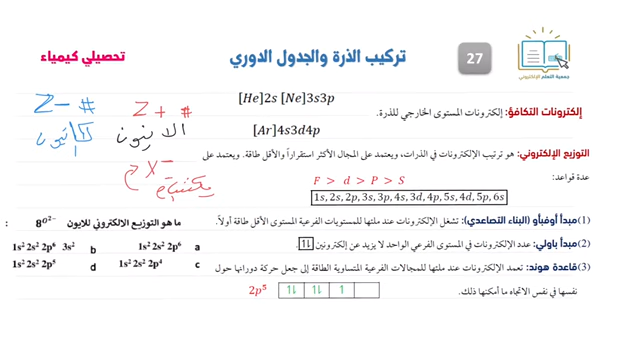 تحصيلي كيمياء
تركيب الذرة والجدول الدوري
27
جمعية التعلم الإلكتروني
[He]2s [Ne]3s3p
إلكترونات التكافؤ: إلكترونات المستوى الخارجي للذرة.
[Ar]4s3d4p
Z + #
الانيون
Z - #
التوزيع الإلكتروني: هو ترتيب الإلكترونات في الذرات، ويعتمد على المجال الأكثر استقراراً والأقل طاقة. ويعتمد على
عدة قواعد:
F > d > P > S
1s, 2s, 2p, 3s, 3p, 4s, 3d, 4p, 5s, 4d, 5p, 6s
(1) مبدأ أوفباو (البناء التصاعدي): تشغل الإلكترونات عند ملئها للمستويات الفرعية المستوى الأقل طاقة أولاً.
(2) مبدأ باولي: عدد الإلكترونات في المستوى الفرعي الواحد لا يزيد عن إلكترونين ⥮.
(3) قاعدة هوند: تعمد الإلكترونات عند ملئها للمجالات الفرعية المتساوية الطاقة إلى جعل حركة دورانها حول
نفسها في نفس الاتجاه ما أمكنها ذلك.
2p⁵ 1l 1l 1
ما هو التوزيع الالكتروني للايون ₈O²⁻ :
1s² 2s² 2p⁶ a
1s² 2s² 2p⁶ 3s² b
1s² 2s² 2p⁴ c
1s² 2s² 2p⁵ d